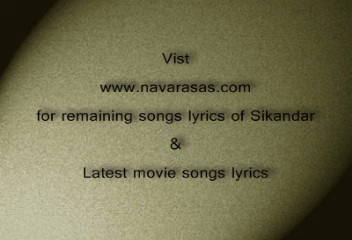 Vist
www.navarasas.com
for remaining songs lyrics of Sikandar
&
Latest movie songs lyrics